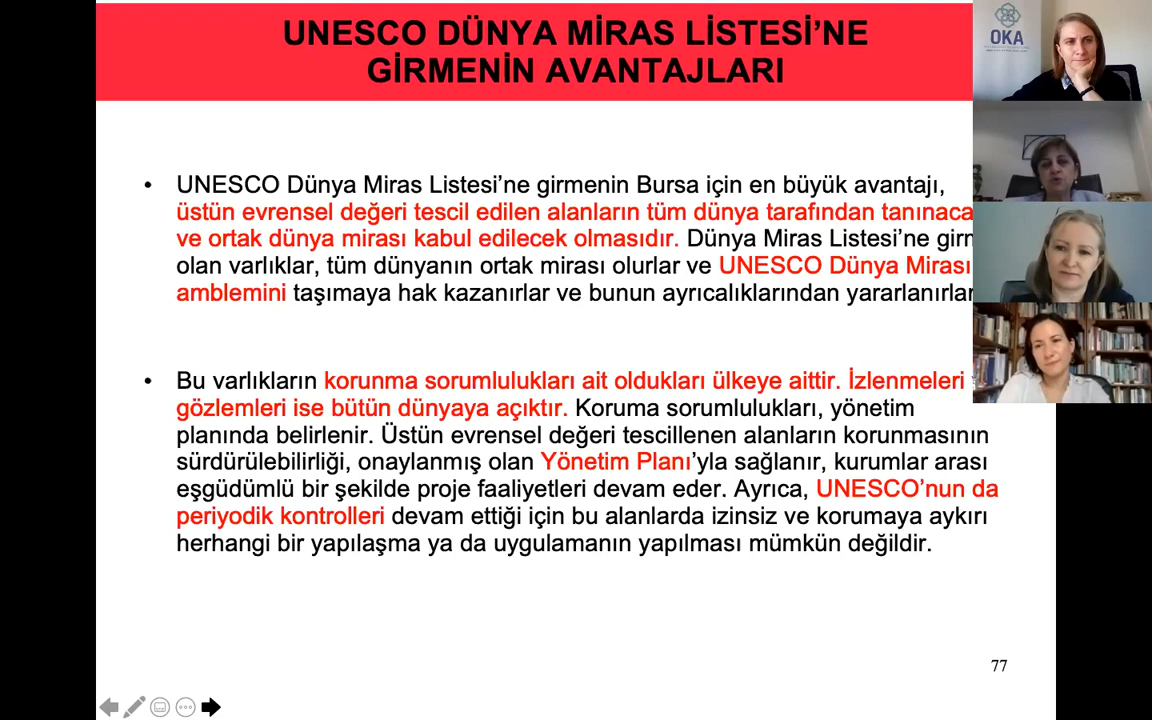 UNESCO DÜNYA MİRAS LİSTESİ’NE
GİRMENİN AVANTAJLARI
OKA
• UNESCO Dünya Miras Listesi’ne girmenin Bursa için en büyük avantajı,
üstün evrensel değeri tescil edilen alanların tüm dünya tarafından
ve ortak dünya mirası kabul edilecek olmasıdır. Dünya Miras Listesi’ne
olan varlıklar, tüm dünyanın ortak mirası olurlar ve UNESCO Dünya Mirası
amblemini taşımaya hak kazanırlar ve bunun ayrıcalıklarından yararlanırlar
• Bu varlıkların korunma sorumlulukları ait oldukları ülkeye aittir. İzlenmeleri
gözlemleri ise bütün dünyaya açıktır. Koruma sorumlulukları, yönetim
planında belirlenir. Üstün evrensel değeri tescillenen alanların korunmasının
sürdürülebilirliği, onaylanmış olan Yönetim Planı’yla sağlanır, kurumlar arası
eşgüdümlü bir şekilde proje faaliyetleri devam eder. Ayrıca, UNESCO’nun da
periyodik kontrolleri devam ettiği için bu alanlarda izinsiz ve korumaya aykırı
herhangi bir yapılaşma ya da uygulamanın yapılması mümkün değildir.
77